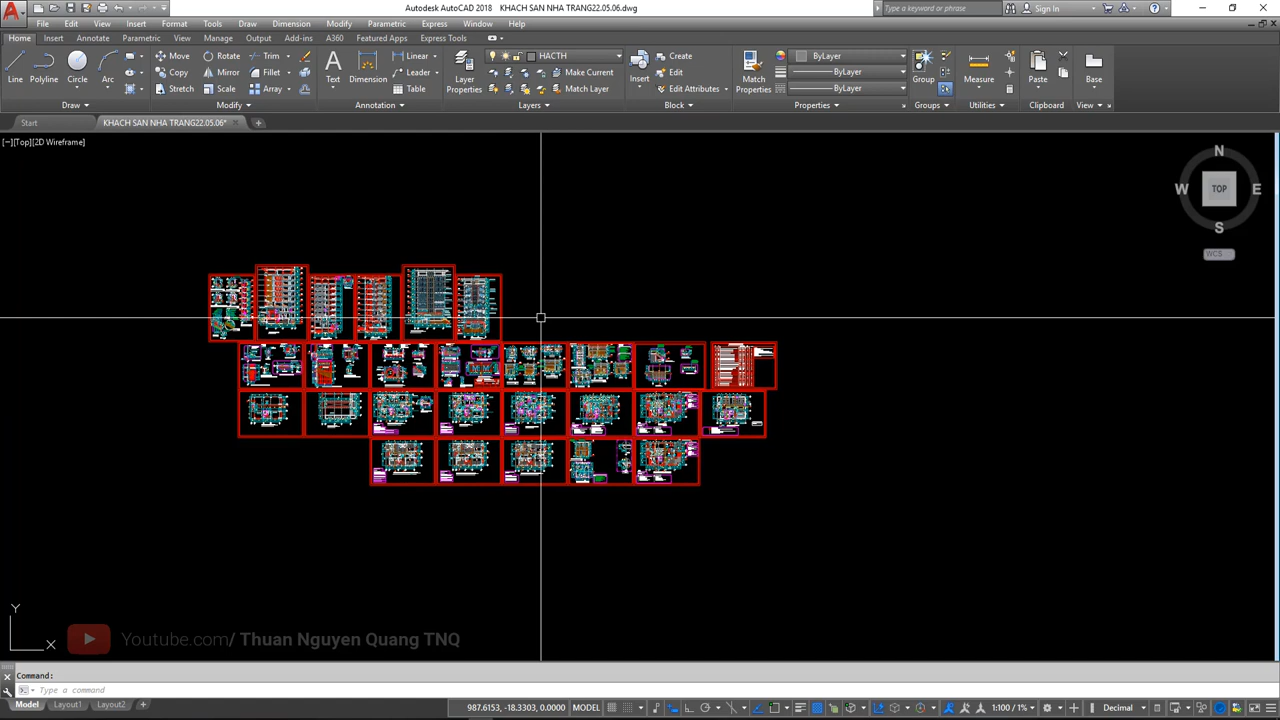 Autodesk AutoCAD 2018 KHACH SAN NHA TRANG22.05.06.dwg
Type a keyword or phrase
Sign In
File Edit View Insert Format Tools Draw Dimension Modify Parametric Express Window Help
Home Insert Annotate Parametric View Manage Output Add-ins A360 Featured Apps Express Tools
Line Polyline Circle Arc
Move Rotate Trim
Copy Mirror Fillet
Stretch Scale Array
Text Dimension
Linear
Leader
Table
Layer Properties
HACTH
Make Current
Match Layer
Insert
Create
Edit
Edit Attributes
Match Properties
ByLayer
ByLayer
ByLayer
Group
Measure
Paste
Base
Draw Modify Annotation Layers Block Properties Groups Utilities Clipboard View
Start KHACH SAN NHA TRANG22.05.06*
[−][Top][2D Wireframe]
N
W TOP E
S
WCS
Y
X
Youtube.com/ Thuan Nguyen Quang TNQ
Command:
Type a command
Model Layout1 Layout2
987.6153, -18.3303, 0.0000 MODEL
1:100 / 1%
Decimal